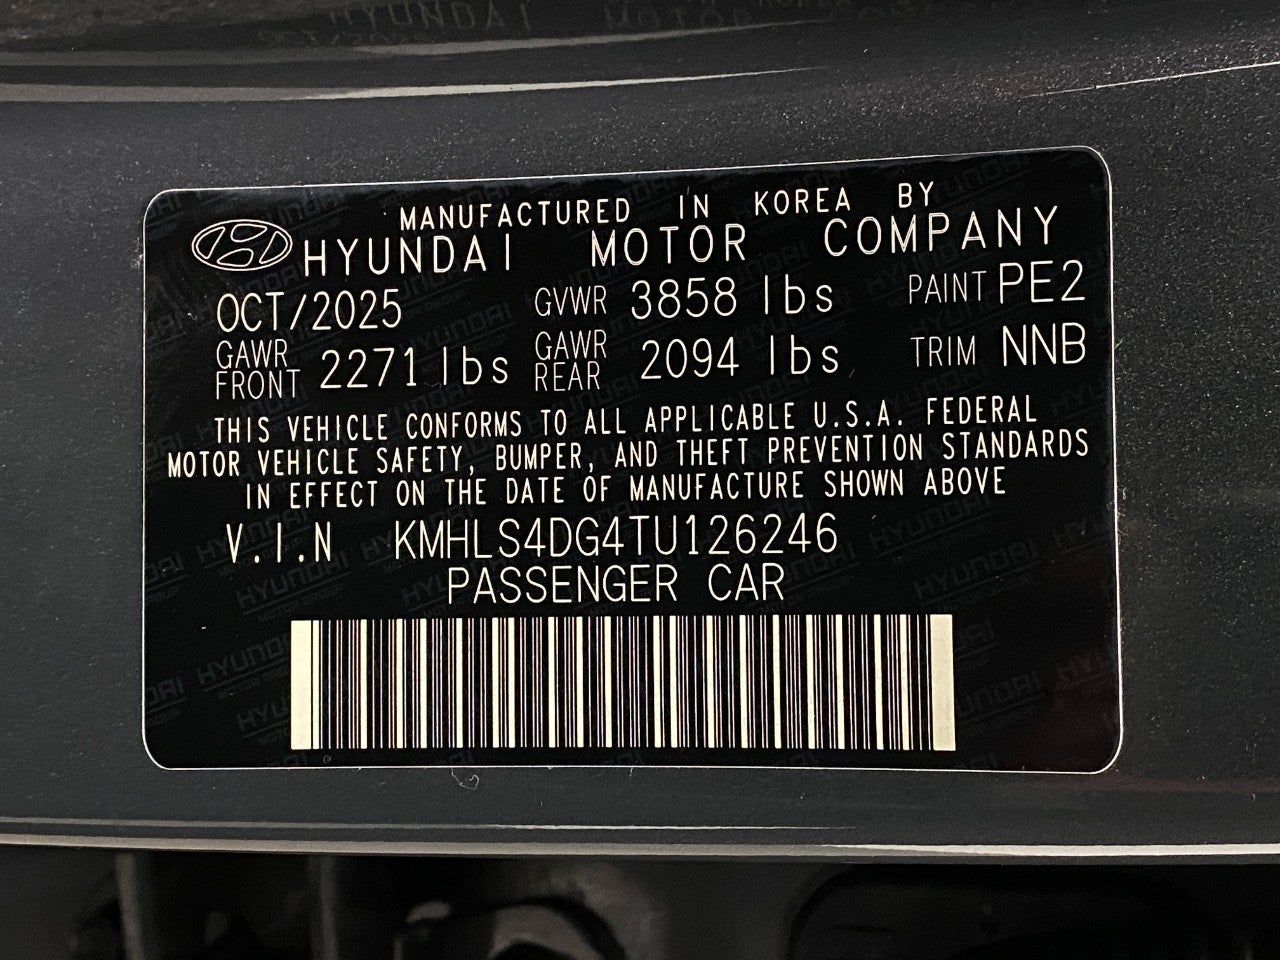 MANUFACTURED IN KOREA BY
HYUNDAI MOTOR COMPANY
OCT/2025 GVWR 3858 lbs PAINT PE2
GAWR FRONT 2271 lbs GAWR REAR 2094 lbs TRIM NNB
THIS VEHICLE CONFORMS TO ALL APPLICABLE U.S.A. FEDERAL
MOTOR VEHICLE SAFETY, BUMPER, AND THEFT PREVENTION STANDARDS
IN EFFECT ON THE DATE OF MANUFACTURE SHOWN ABOVE
V.I.N KMHLS4DG4TU126246
PASSENGER CAR